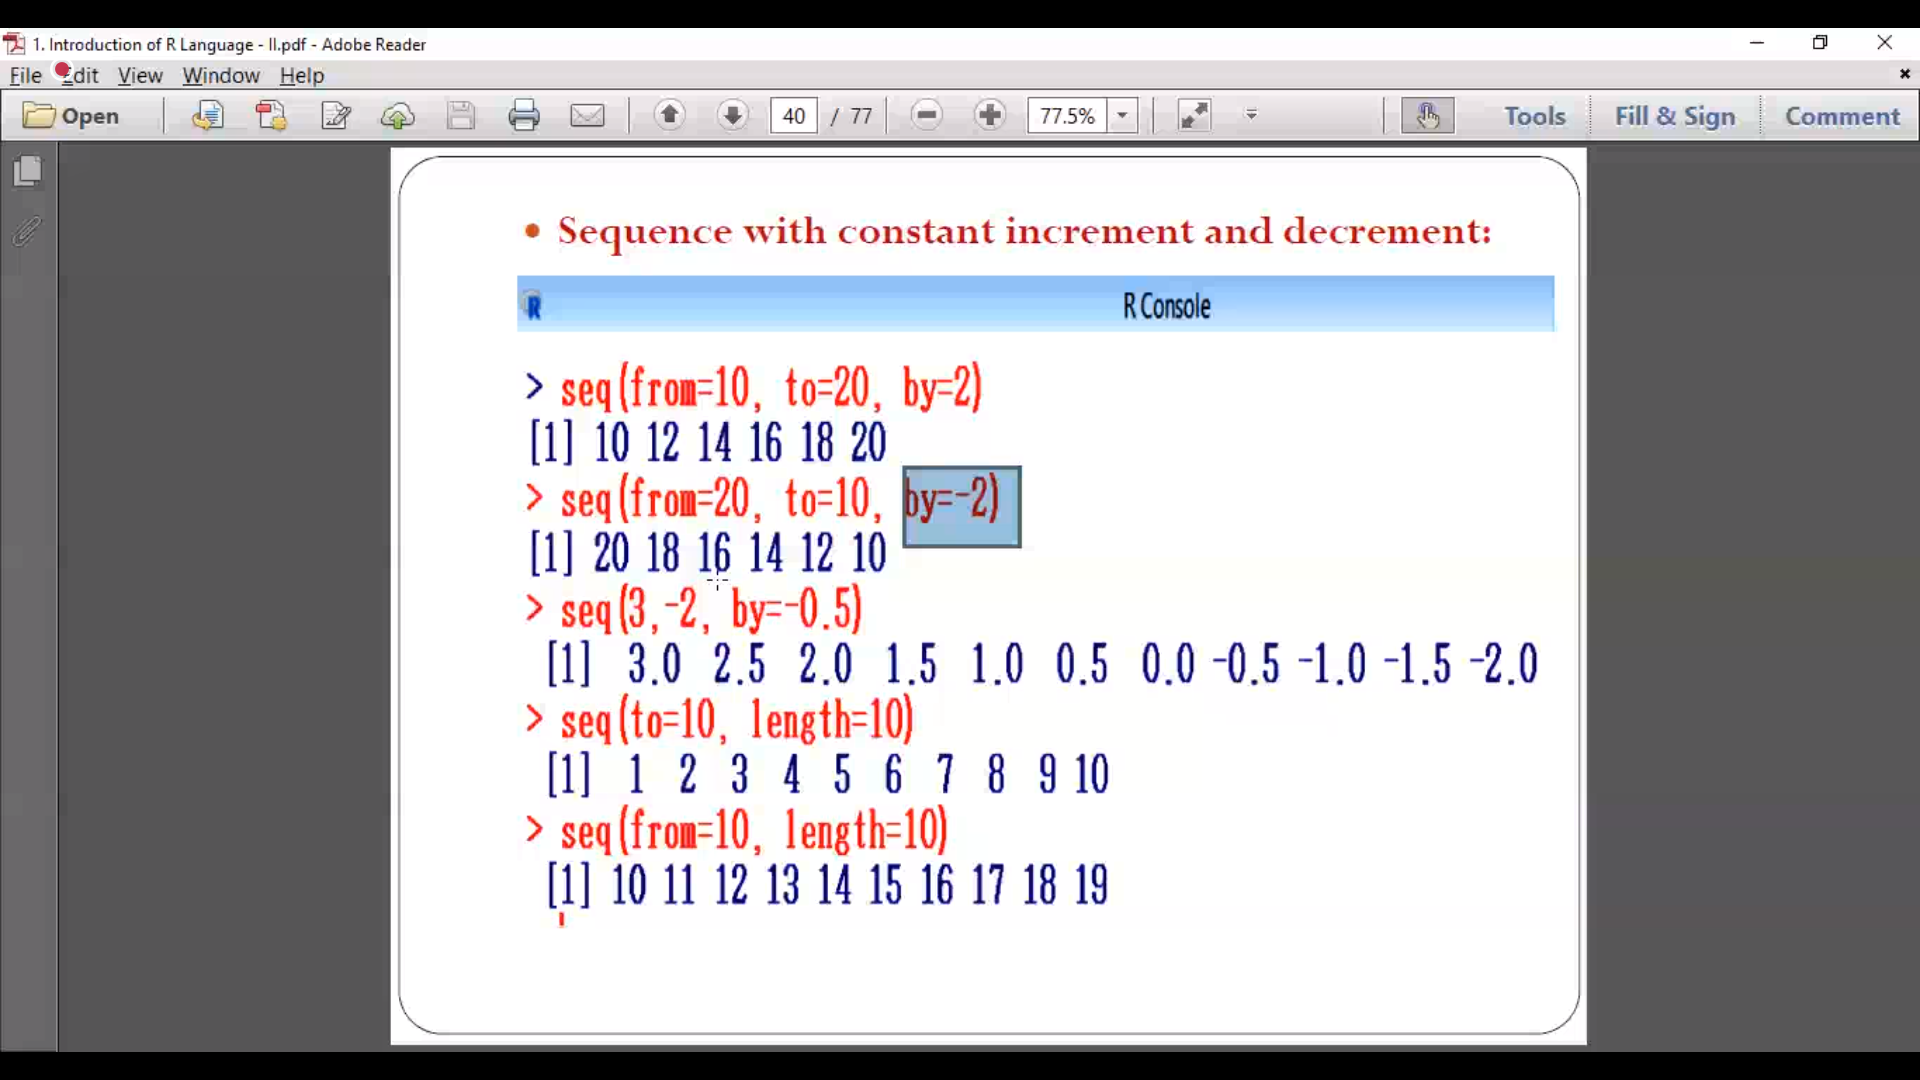 1. Introduction of R Language - II.pdf - Adobe Reader
File Edit View Window Help
Open 40 / 77 77.5% Tools Fill & Sign Comment
• Sequence with constant increment and decrement:
R R Console
> seq(from=10, to=20, by=2)
[1] 10 12 14 16 18 20
> seq(from=20, to=10, by=-2)
[1] 20 18 16 14 12 10
> seq(3,-2, by=-0.5)
[1] 3.0 2.5 2.0 1.5 1.0 0.5 0.0 -0.5 -1.0 -1.5 -2.0
> seq(to=10, length=10)
[1] 1 2 3 4 5 6 7 8 9 10
> seq(from=10, length=10)
[1] 10 11 12 13 14 15 16 17 18 19